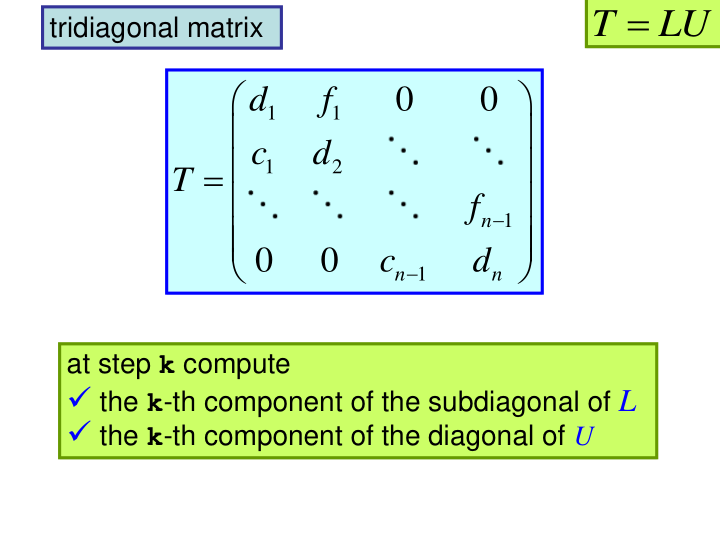 tridiagonal matrix
T = LU
d₁ f₁ 0 0
c₁ d₂ ⋱ ⋱
T =
⋱ ⋱ ⋱ fₙ₋₁
0 0 cₙ₋₁ dₙ
at step k compute
✓ the k-th component of the subdiagonal of L
✓ the k-th component of the diagonal of U